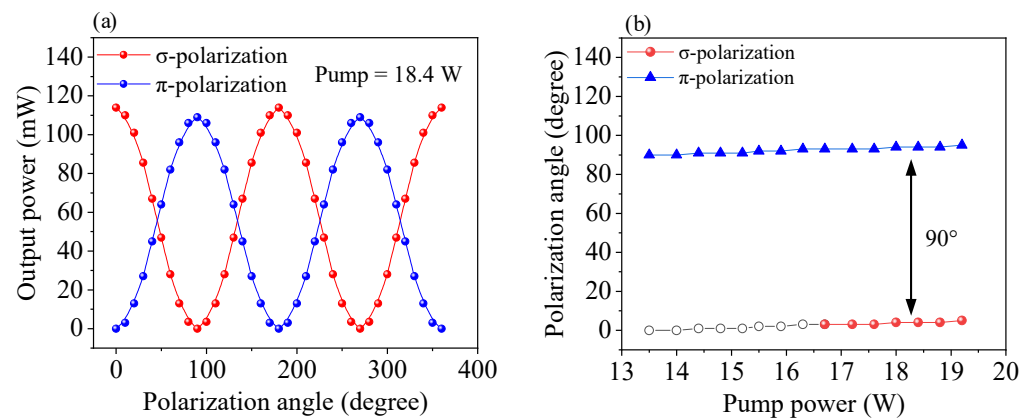 (a)
140
120
100
80
60
40
20
0
Output power (mW)
σ-polarization
π-polarization
Pump = 18.4 W
0 100 200 300 400
Polarization angle (degree)
(b)
140
120
100
80
60
40
20
0
Polarization angle (degree)
σ-polarization
π-polarization
90°
13 14 15 16 17 18 19 20
Pump power (W)